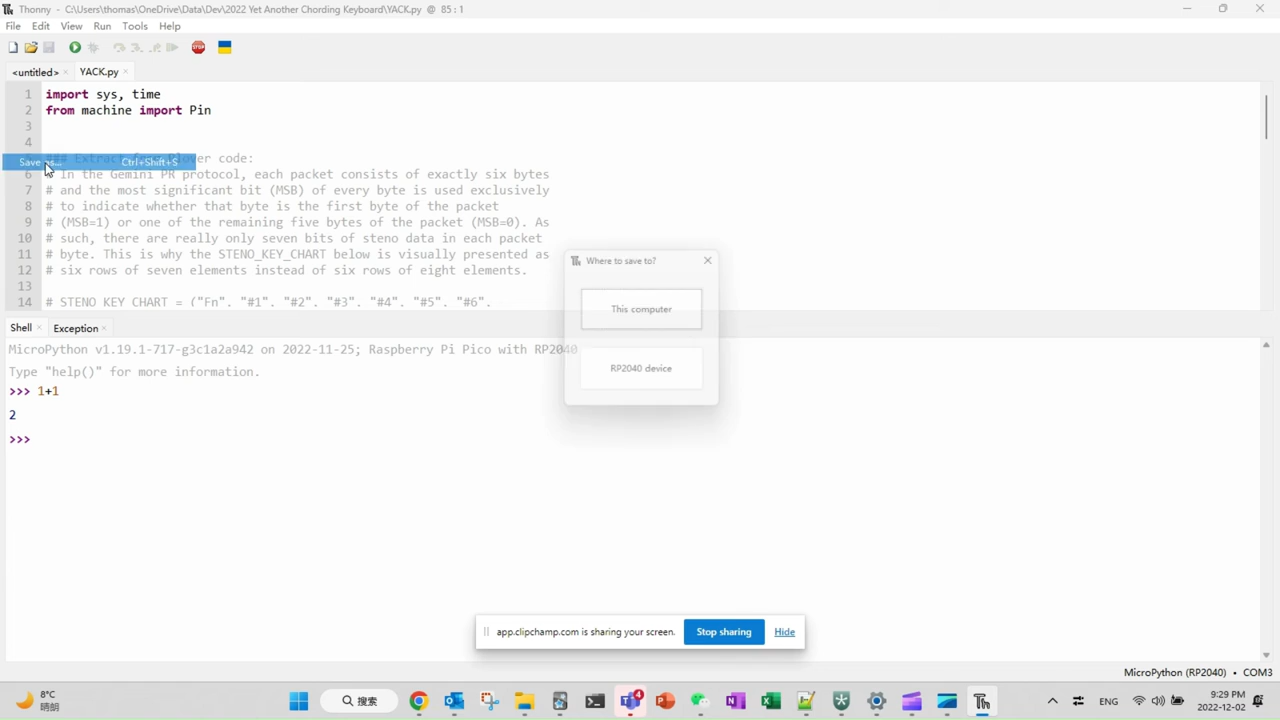 Thonny - C:\Users\thomas\OneDrive\Data\Dev\2022 Yet Another Chording Keyboard\YACK.py @ 85 : 1
File Edit View Run Tools Help
STOP
<untitled> × YACK.py ×
1 import sys, time
2 from machine import Pin
3
4
### Extract Plover code:
Save as... Ctrl+Shift+S
6 In the Gemini PR protocol, each packet consists of exactly six bytes
7 # and the most significant bit (MSB) of every byte is used exclusively
8 # to indicate whether that byte is the first byte of the packet
9 # (MSB=1) or one of the remaining five bytes of the packet (MSB=0). As
10 # such, there are really only seven bits of steno data in each packet
11 # byte. This is why the STENO_KEY_CHART below is visually presented as
12 # six rows of seven elements instead of six rows of eight elements.
13
14 # STENO_KEY_CHART = ("Fn", "#1", "#2", "#3", "#4", "#5", "#6",
Where to save to?
This computer
RP2040 device
Shell × Exception ×
MicroPython v1.19.1-717-g3c1a2a942 on 2022-11-25; Raspberry Pi Pico with RP2040
Type "help()" for more information.
>>> 1+1
2
>>>
app.clipchamp.com is sharing your screen. Stop sharing Hide
MicroPython (RP2040) • COM3
8°C
晴朗
搜索
4
ENG
9:29 PM
2022-12-02